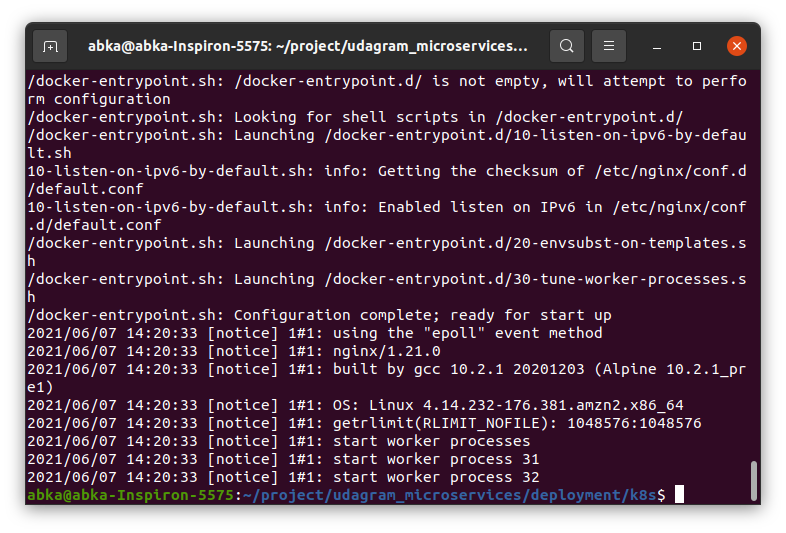 abka@abka-Inspiron-5575: ~/project/udagram_microservices...
/docker-entrypoint.sh: /docker-entrypoint.d/ is not empty, will attempt to perfo
rm configuration
/docker-entrypoint.sh: Looking for shell scripts in /docker-entrypoint.d/
/docker-entrypoint.sh: Launching /docker-entrypoint.d/10-listen-on-ipv6-by-defau
lt.sh
10-listen-on-ipv6-by-default.sh: info: Getting the checksum of /etc/nginx/conf.d
/default.conf
10-listen-on-ipv6-by-default.sh: info: Enabled listen on IPv6 in /etc/nginx/conf
.d/default.conf
/docker-entrypoint.sh: Launching /docker-entrypoint.d/20-envsubst-on-templates.s
h
/docker-entrypoint.sh: Launching /docker-entrypoint.d/30-tune-worker-processes.s
h
/docker-entrypoint.sh: Configuration complete; ready for start up
2021/06/07 14:20:33 [notice] 1#1: using the "epoll" event method
2021/06/07 14:20:33 [notice] 1#1: nginx/1.21.0
2021/06/07 14:20:33 [notice] 1#1: built by gcc 10.2.1 20201203 (Alpine 10.2.1_pr
e1)
2021/06/07 14:20:33 [notice] 1#1: OS: Linux 4.14.232-176.381.amzn2.x86_64
2021/06/07 14:20:33 [notice] 1#1: getrlimit(RLIMIT_NOFILE): 1048576:1048576
2021/06/07 14:20:33 [notice] 1#1: start worker processes
2021/06/07 14:20:33 [notice] 1#1: start worker process 31
2021/06/07 14:20:33 [notice] 1#1: start worker process 32
abka@abka-Inspiron-5575:~/project/udagram_microservices/deployment/k8s$